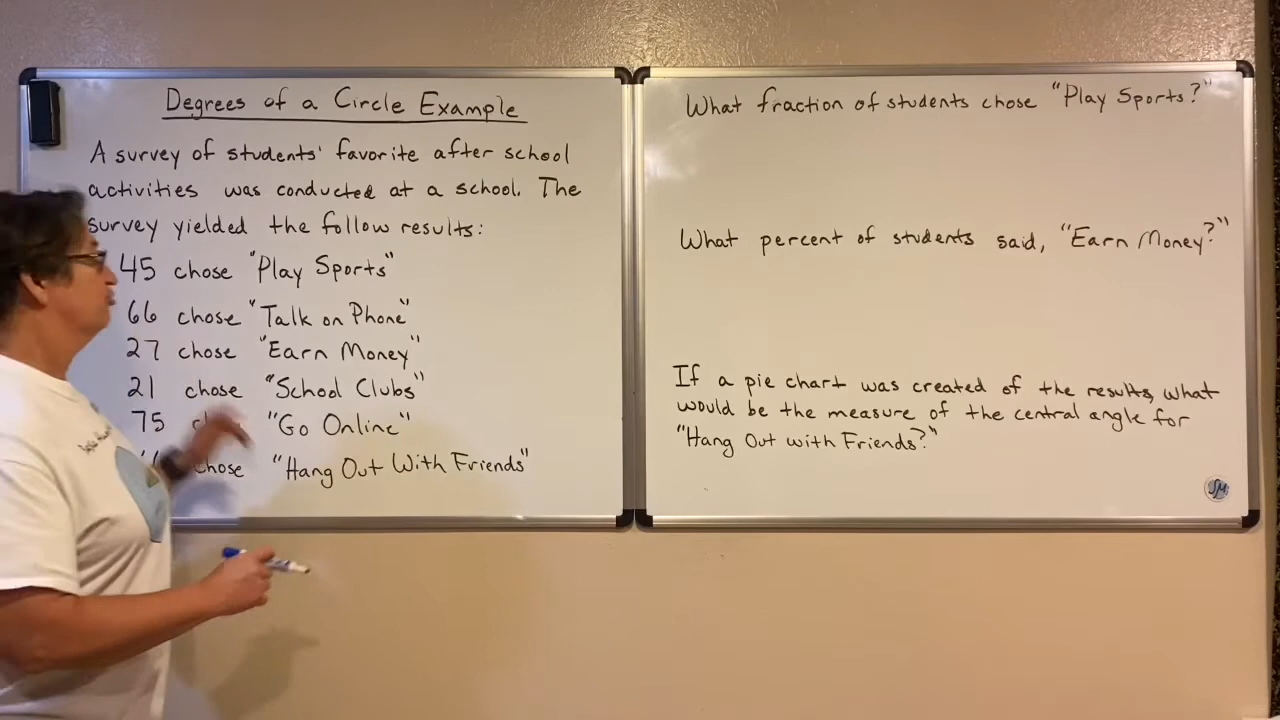 Degrees of a Circle Example
A survey of students' favorite after school
activities was conducted at a school. The
survey yielded the follow results:
45 chose "Play Sports"
66 chose "Talk on Phone"
27 chose "Earn Money"
21 chose "School Clubs"
75 "Go Online"
chose "Hang Out With Friends"
What fraction of students chose "Play Sports?"
What percent of students said, "Earn Money?"
If a pie chart was created of the results, what
would be the measure of the central angle for
"Hang Out with Friends?"
SM